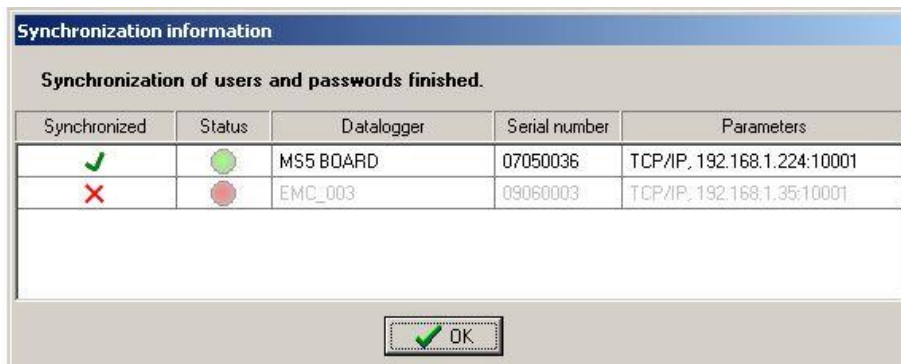 Synchronization information
Synchronization of users and passwords finished.
Synchronized Status Datalogger Serial number Parameters
MS5 BOARD 07050036 TCP/IP, 192.168.1.224:10001
EMC_003 09060003 TCP/IP, 192.168.1.35:10001
OK